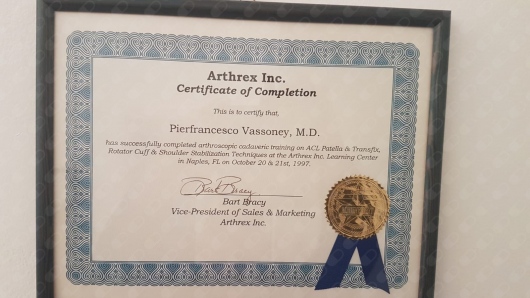 Arthrex Inc.
Certificate of Completion
This is to certify that,
Pierfrancesco Vassoney, M.D.
has successfully completed arthroscopic cadaveric training on ACL Patella & Transfix,
Rotator Cuff & Shoulder Stabilization Techniques at the Arthrex Inc. Learning Center
in Naples, FL on October 20 & 21st, 1997.
Bart Bracy
Bart Bracy
Vice-President of Sales & Marketing
Arthrex Inc.